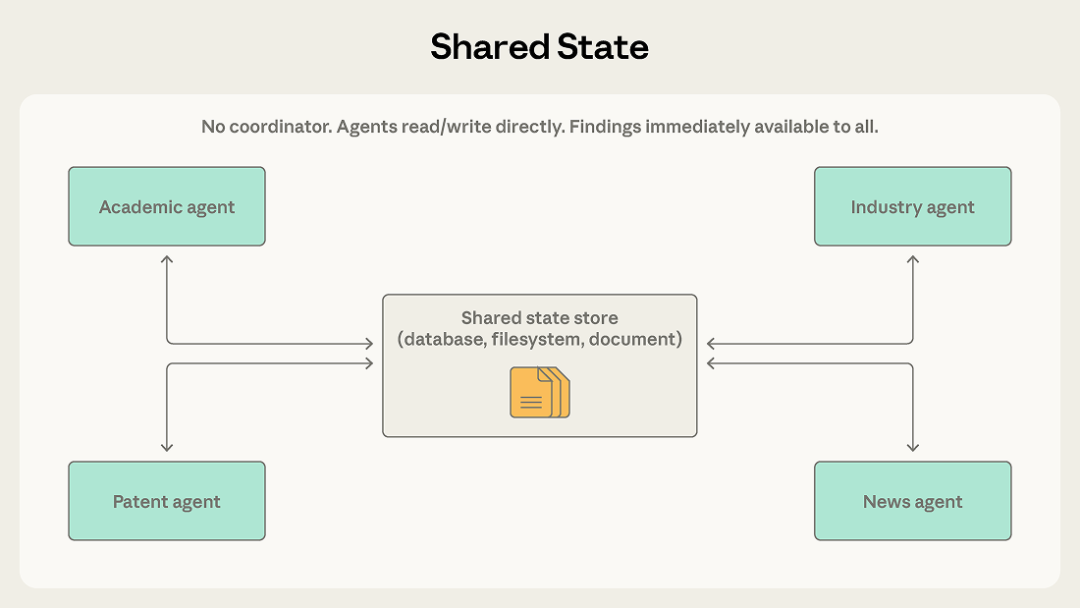 Shared State
No coordinator. Agents read/write directly. Findings immediately available to all.
Academic agent
Industry agent
Shared state store
(database, filesystem, document)
Patent agent
News agent